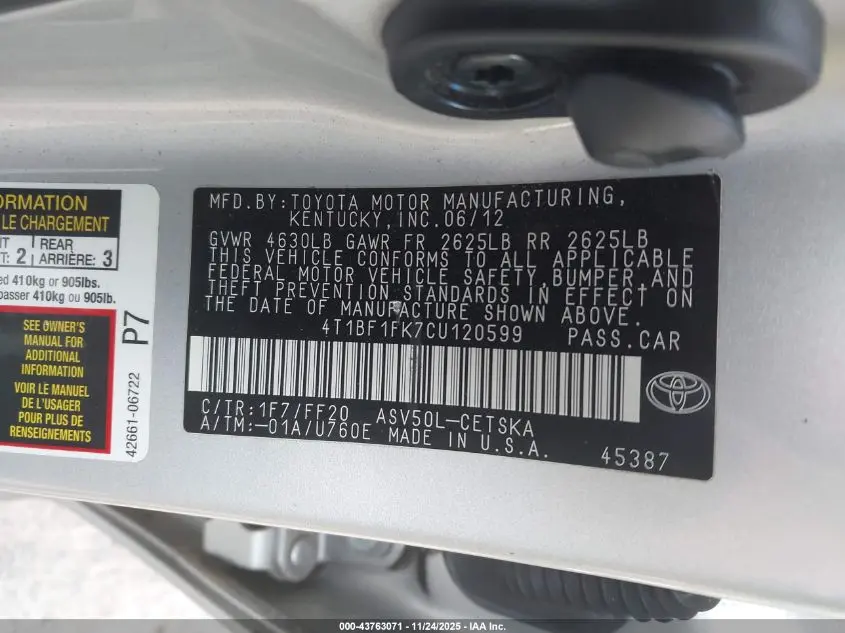 ORMATION
LE CHARGEMENT
REAR
: 2 ARRIÈRE: 3
ed 410kg or 905lbs.
passer 410kg ou 905lb.
SEE OWNER'S
MANUAL FOR
ADDITIONAL
INFORMATION
VOIR LE MANUEL
DE L'USAGER
POUR PLUS DE
RENSEIGNEMENTS
P7
42661-06722
MFD.BY:TOYOTA MOTOR MANUFACTURING,
KENTUCKY,INC.06/12
GVWR 4630LB GAWR FR 2625LB RR 2625LB
THIS VEHICLE CONFORMS TO ALL APPLICABLE
FEDERAL MOTOR VEHICLE SAFETY,BUMPER,AND
THEFT PREVENTION STANDARDS IN EFFECT ON
THE DATE OF MANUFACTURE SHOWN ABOVE.
4T1BF1FK7CU120599 PASS.CAR
C/TR:1F7/FF20 ASV50L-CETSKA
A/TM:-01A/U760E MADE IN U.S.A.
45387
000-43763071 - 11/24/2025 - IAA Inc.